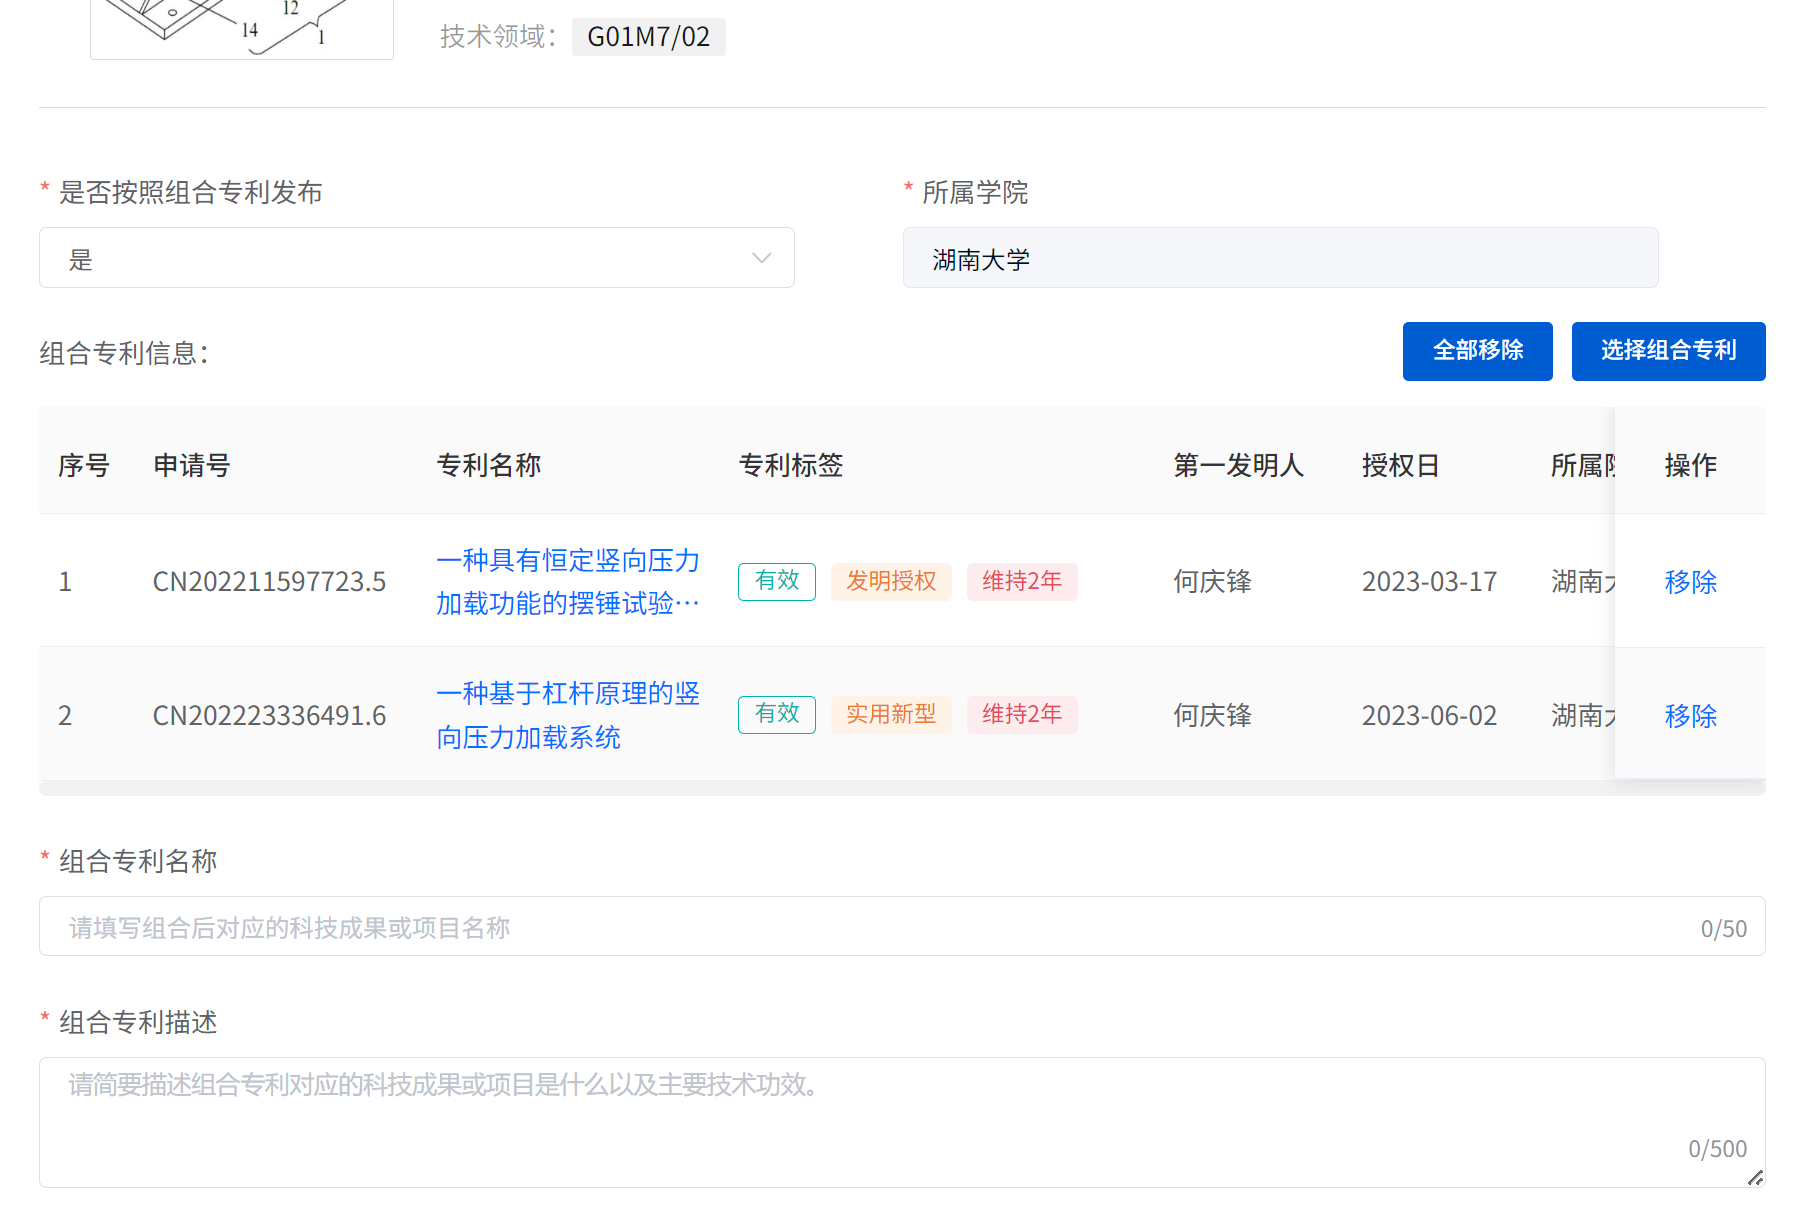 12
14
1
技术领域：
G01M7/02
* 是否按照组合专利发布
* 所属学院
是
湖南大学
组合专利信息：
全部移除
选择组合专利
序号 申请号 专利名称 专利标签 第一发明人 授权日 所属 操作
1 CN202211597723.5 一种具有恒定竖向压力
加载功能的摆锤试验… 有效 发明授权 维持2年 何庆锋 2023-03-17 湖南 移除
2 CN202223336491.6 一种基于杠杆原理的竖
向压力加载系统 有效 实用新型 维持2年 何庆锋 2023-06-02 湖南 移除
* 组合专利名称
请填写组合后对应的科技成果或项目名称 0/50
* 组合专利描述
请简要描述组合专利对应的科技成果或项目是什么以及主要技术功效。
0/500